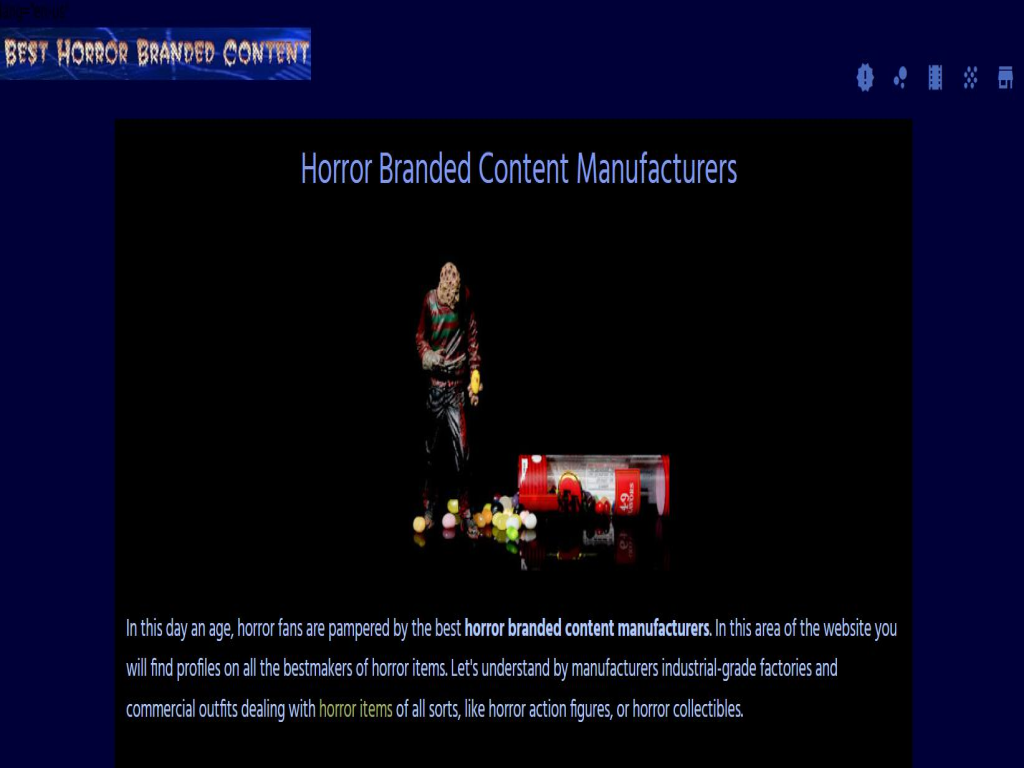 BEST HORROR BRANDED CONTENT
Horror Branded Content Manufacturers
In this day an age, horror fans are pampered by the best horror branded content manufacturers. In this area of the website you
will find profiles on all the bestmakers of horror items. Let's understand by manufacturers industrial-grade factories and
commercial outfits dealing with horror items of all sorts, like horror action figures, or horror collectibles.